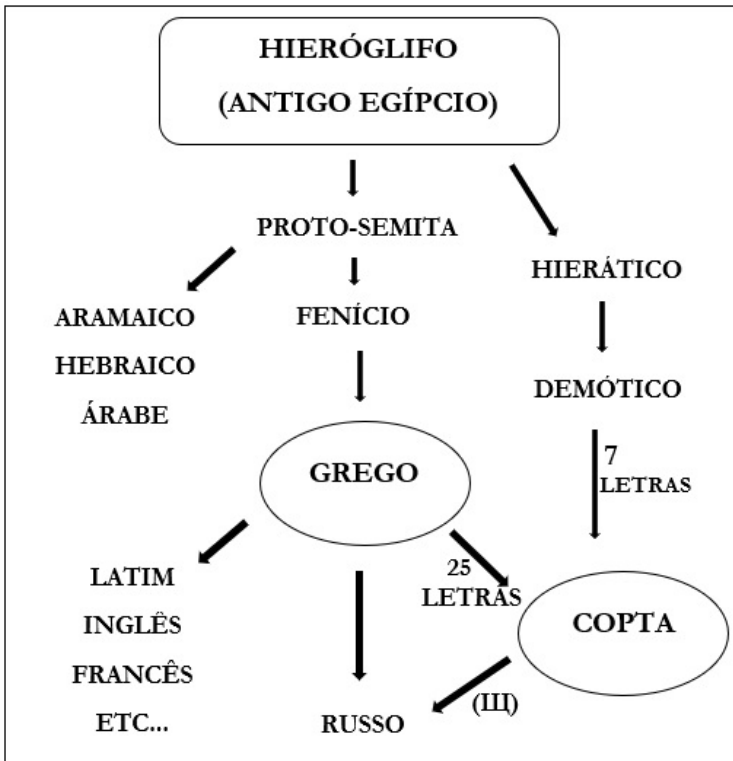 HIERÓGLIFO
(ANTIGO EGÍPCIO)
PROTO-SEMITA
HIERÁTICO
ARAMAICO
HEBRAICO
ÁRABE
FENÍCIO
DEMÓTICO
GREGO
7
LETRAS
LATIM
INGLÊS
FRANCÊS
ETC...
25
LETRAS
COPTA
(Щ)
RUSSO